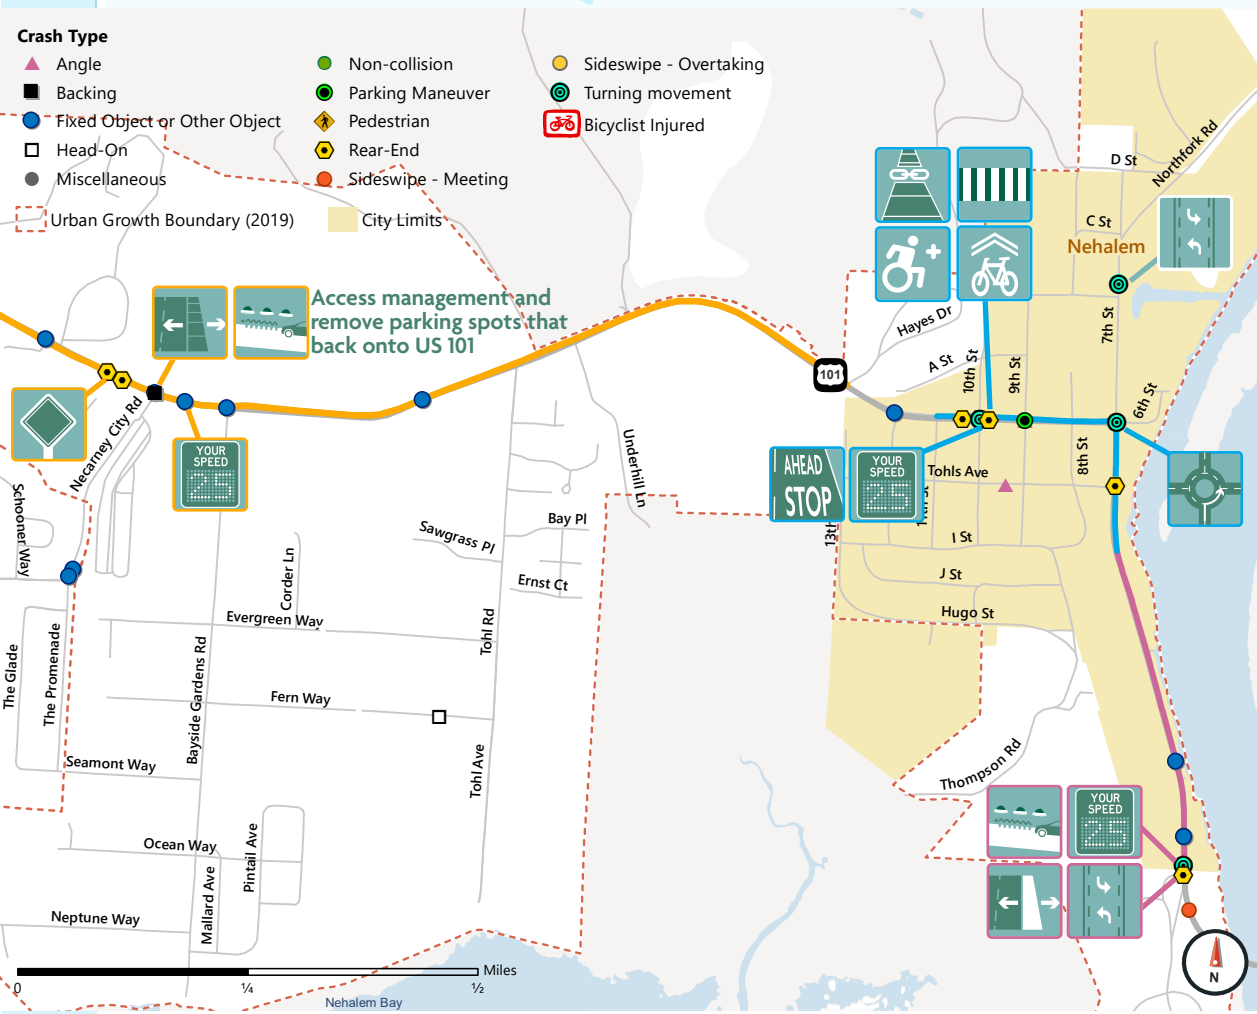 Crash Type
Angle
Backing
Fixed Object or Other Object
Head-On
Miscellaneous
Non-collision
Parking Maneuver
Pedestrian
Rear-End
Sideswipe - Meeting
Sideswipe - Overtaking
Turning movement
Bicyclist Injured
Urban Growth Boundary (2019)
City Limits
D St
Northfork Rd
C St
Nehalem
7th St
Hayes Dr
A St
10th St
9th St
6th St
8th St
101
Access management and
remove parking spots that
back onto US 101
Necarney City Rd
YOUR
SPEED
25
Underhill Ln
AHEAD
STOP
YOUR
SPEED
25
Tohls Ave
13th
I St
J St
Hugo St
Schooner Way
Sawgrass Pl
Bay Pl
Ernst Ct
Corder Ln
Evergreen Way
Tohl Rd
The Glade
The Promenade
Bayside Gardens Rd
Fern Way
Seamont Way
Tohl Ave
Thompson Rd
YOUR
SPEED
25
Ocean Way
Pintail Ave
Mallard Ave
Neptune Way
Miles
0
¼
½
Nehalem Bay
N